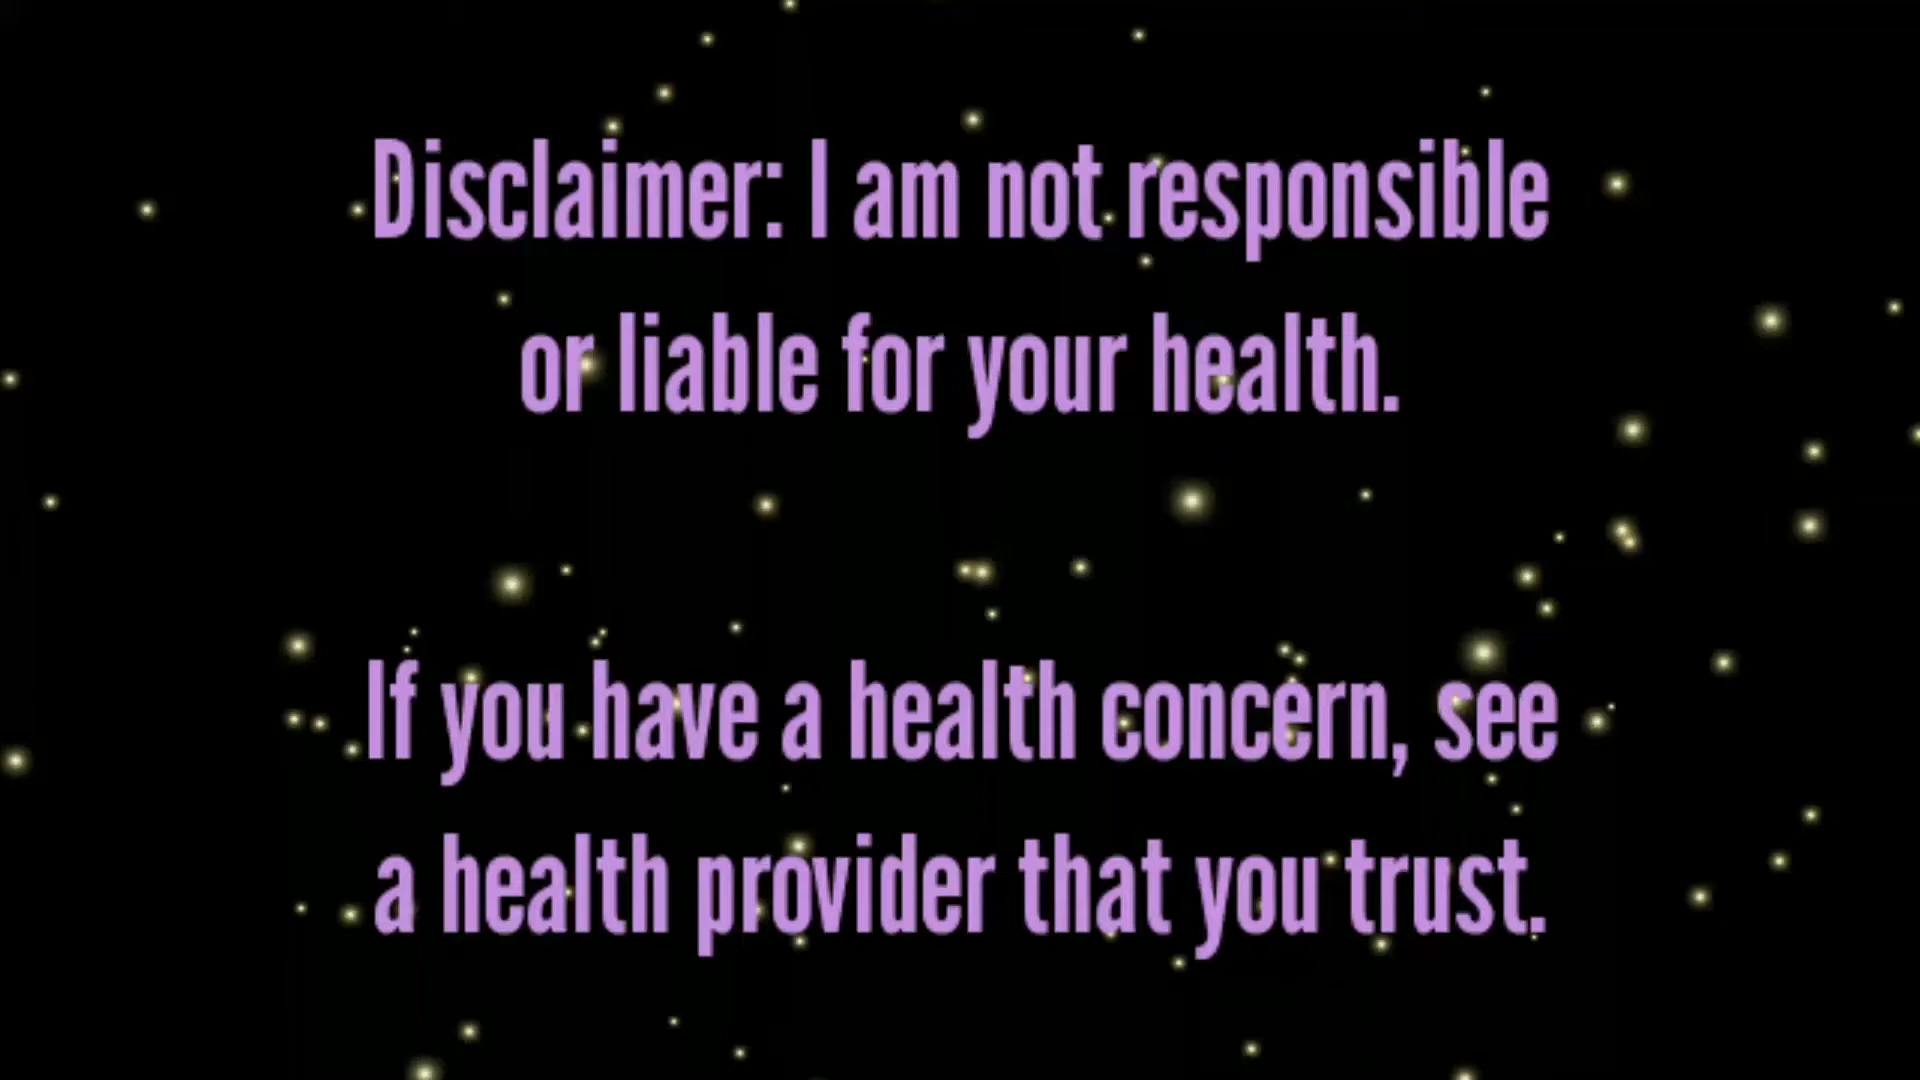 Disclaimer: I am not responsible
or liable for your health.
If you have a health concern, see
a health provider that you trust.